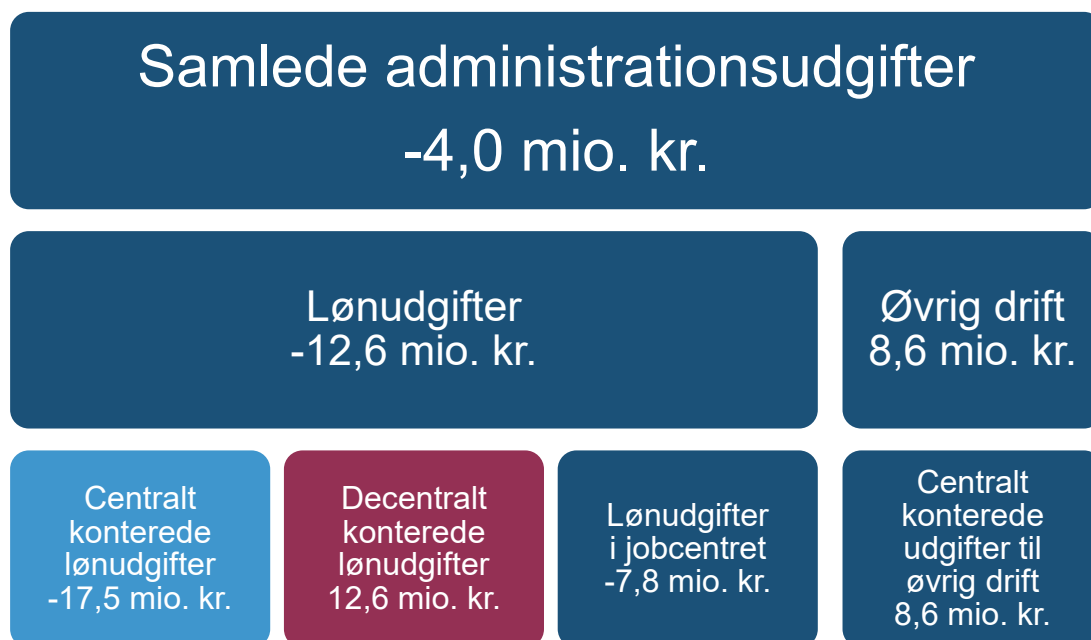 Samlede administrationsudgifter
-4,0 mio. kr.
Lønudgifter
-12,6 mio. kr.
Øvrig drift
8,6 mio. kr.
Centralt
konterede
lønudgifter
-17,5 mio. kr.
Decentralt
konterede
lønudgifter
12,6 mio. kr.
Lønudgifter
i jobcentret
-7,8 mio. kr.
Centralt
konterede
udgifter til
øvrig drift
8,6 mio. kr.